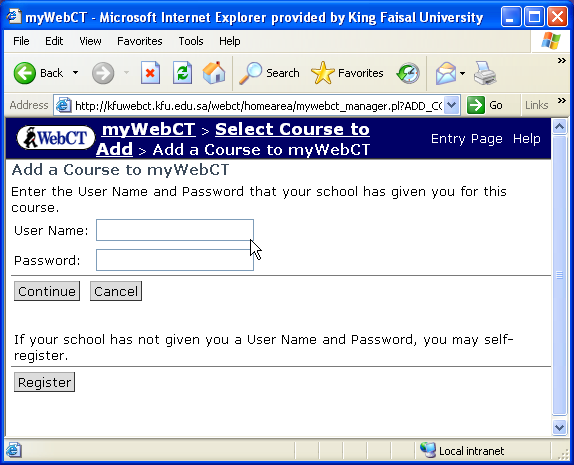 myWebCT - Microsoft Internet Explorer provided by King Faisal University
File Edit View Favorites Tools Help
Back Search Favorites »
Address http://kfuwebct.kfu.edu.sa/webct/homearea/mywebct_manager.pl?ADD_CO Go Links »
WebCT myWebCT > Select Course to Entry Page Help
Add > Add a Course to myWebCT
Add a Course to myWebCT
Enter the User Name and Password that your school has given you for this
course.
User Name:
Password:
Continue Cancel
If your school has not given you a User Name and Password, you may self-
register.
Register
Local intranet